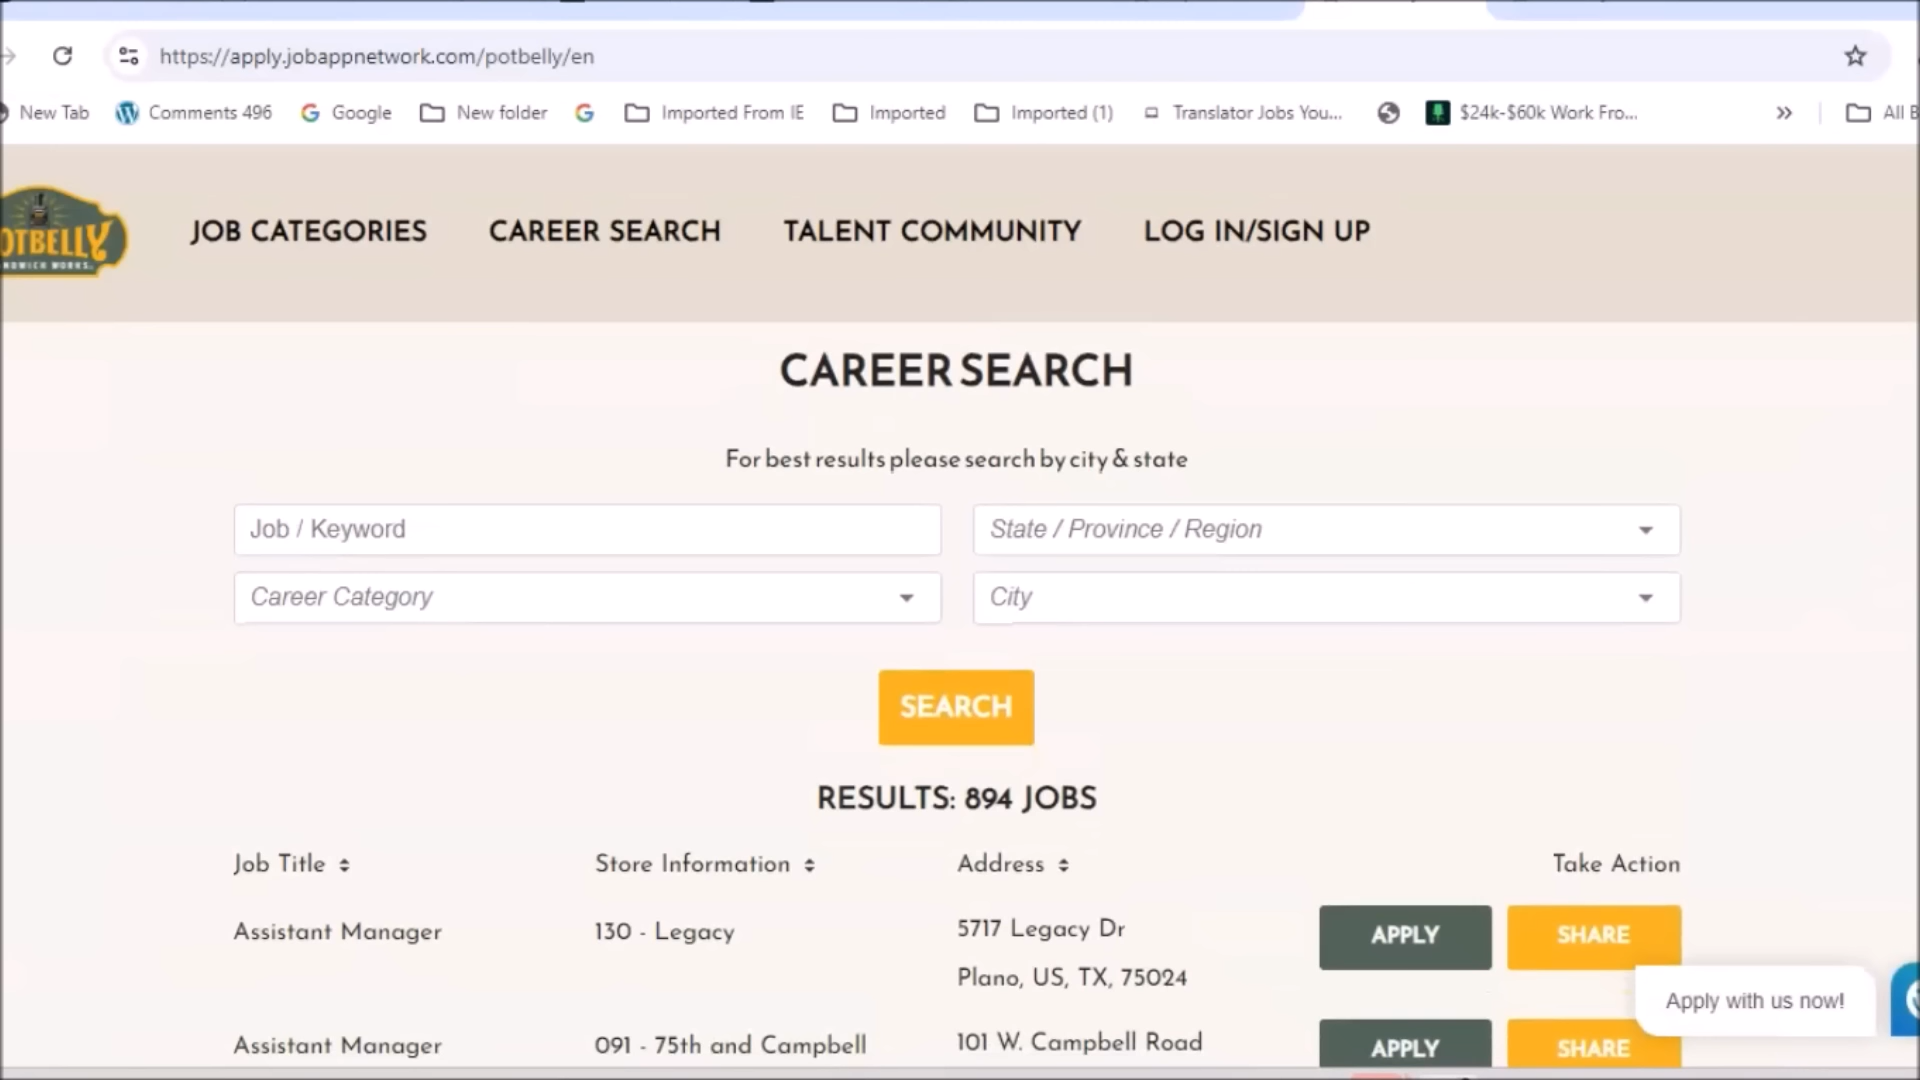 https://apply.jobappnetwork.com/potbelly/en
New Tab Comments 496 Google New folder Imported From IE Imported Imported (1) Translator Jobs You... $24k-$60k Work Fro... » All B
OTBELLY
NDWICH WORKS
JOB CATEGORIES CAREER SEARCH TALENT COMMUNITY LOG IN/SIGN UP
CAREER SEARCH
For best results please search by city & state
Job / Keyword State / Province / Region
Career Category City
SEARCH
RESULTS: 894 JOBS
Job Title Store Information Address Take Action
Assistant Manager 130 - Legacy 5717 Legacy Dr APPLY SHARE
Plano, US, TX, 75024
Apply with us now!
Assistant Manager 091 - 75th and Campbell 101 W. Campbell Road APPLY SHARE